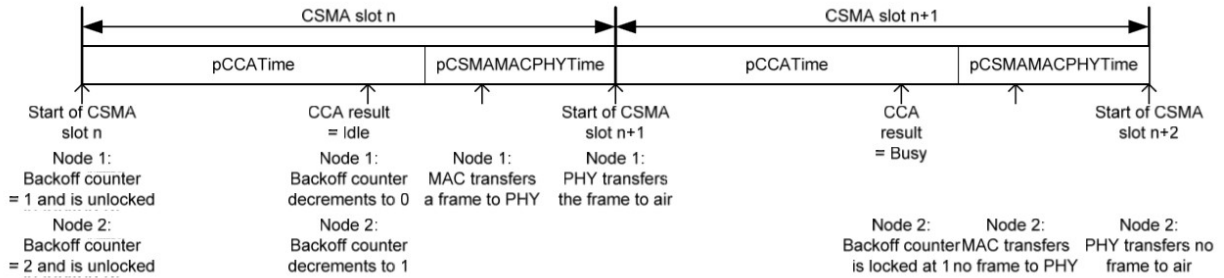 CSMA slot n
CSMA slot n+1
pCCATime
pCSMAMACPHYTime
pCCATime
pCSMAMACPHYTime
Start of CSMA
slot n
CCA result
= Idle
Start of CSMA
slot n+1
CCA
result
= Busy
Start of CSMA
slot n+2
Node 1:
Backoff counter
= 1 and is unlocked
Node 1:
Backoff counter
decrements to 0
Node 1:
MAC transfers
a frame to PHY
Node 1:
PHY transfers
the frame to air
Node 2:
Backoff counter
= 2 and is unlocked
Node 2:
Backoff counter
decrements to 1
Node 2:
Backoff counter
is locked at 1
Node 2:
MAC transfers
no frame to PHY
Node 2:
PHY transfers no
frame to air